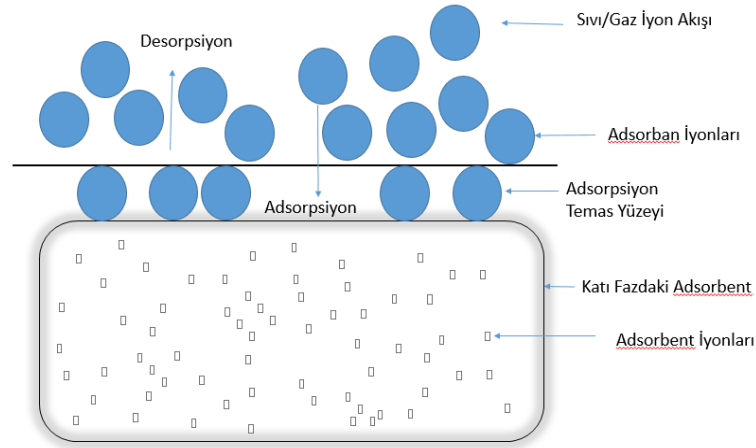 Desorpsiyon
Sıvı/Gaz İyon Akışı
Adsorban İyonları
Adsorpsiyon
Adsorpsiyon
Temas Yüzeyi
Katı Fazdaki Adsorbent
Adsorbent İyonları